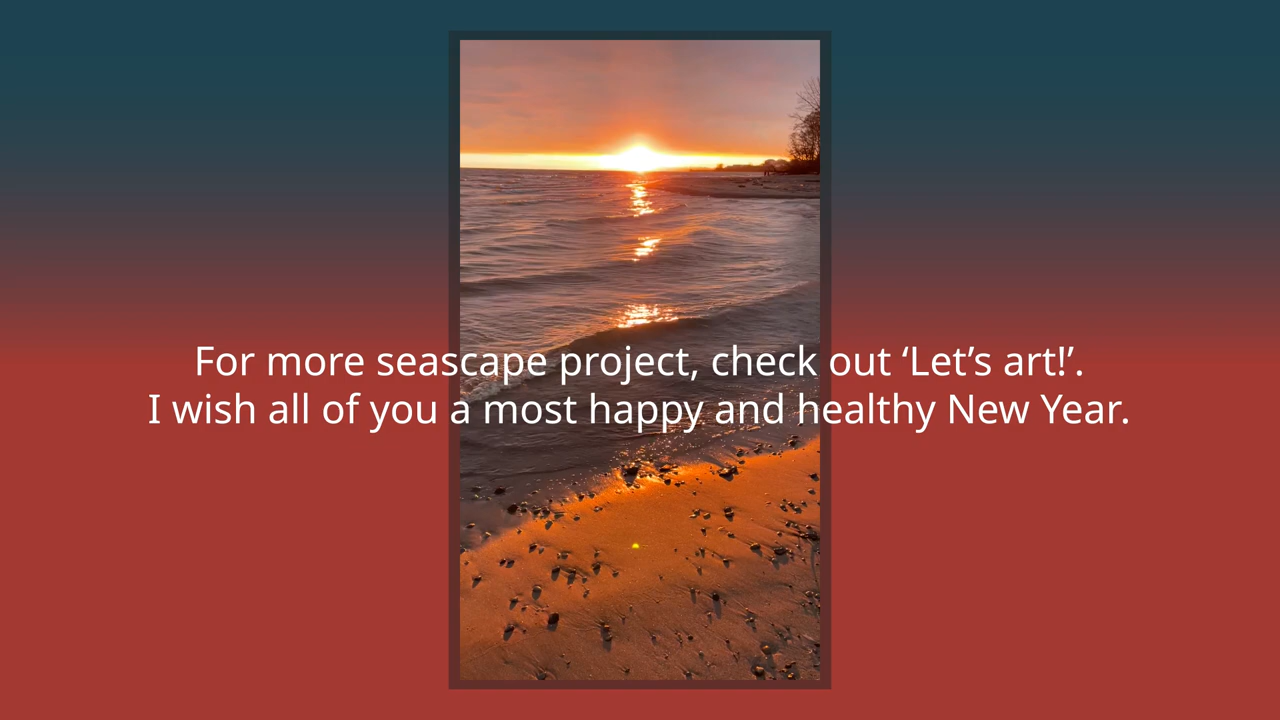 For more seascape project, check out ‘Let’s art!’.
I wish all of you a most happy and healthy New Year.